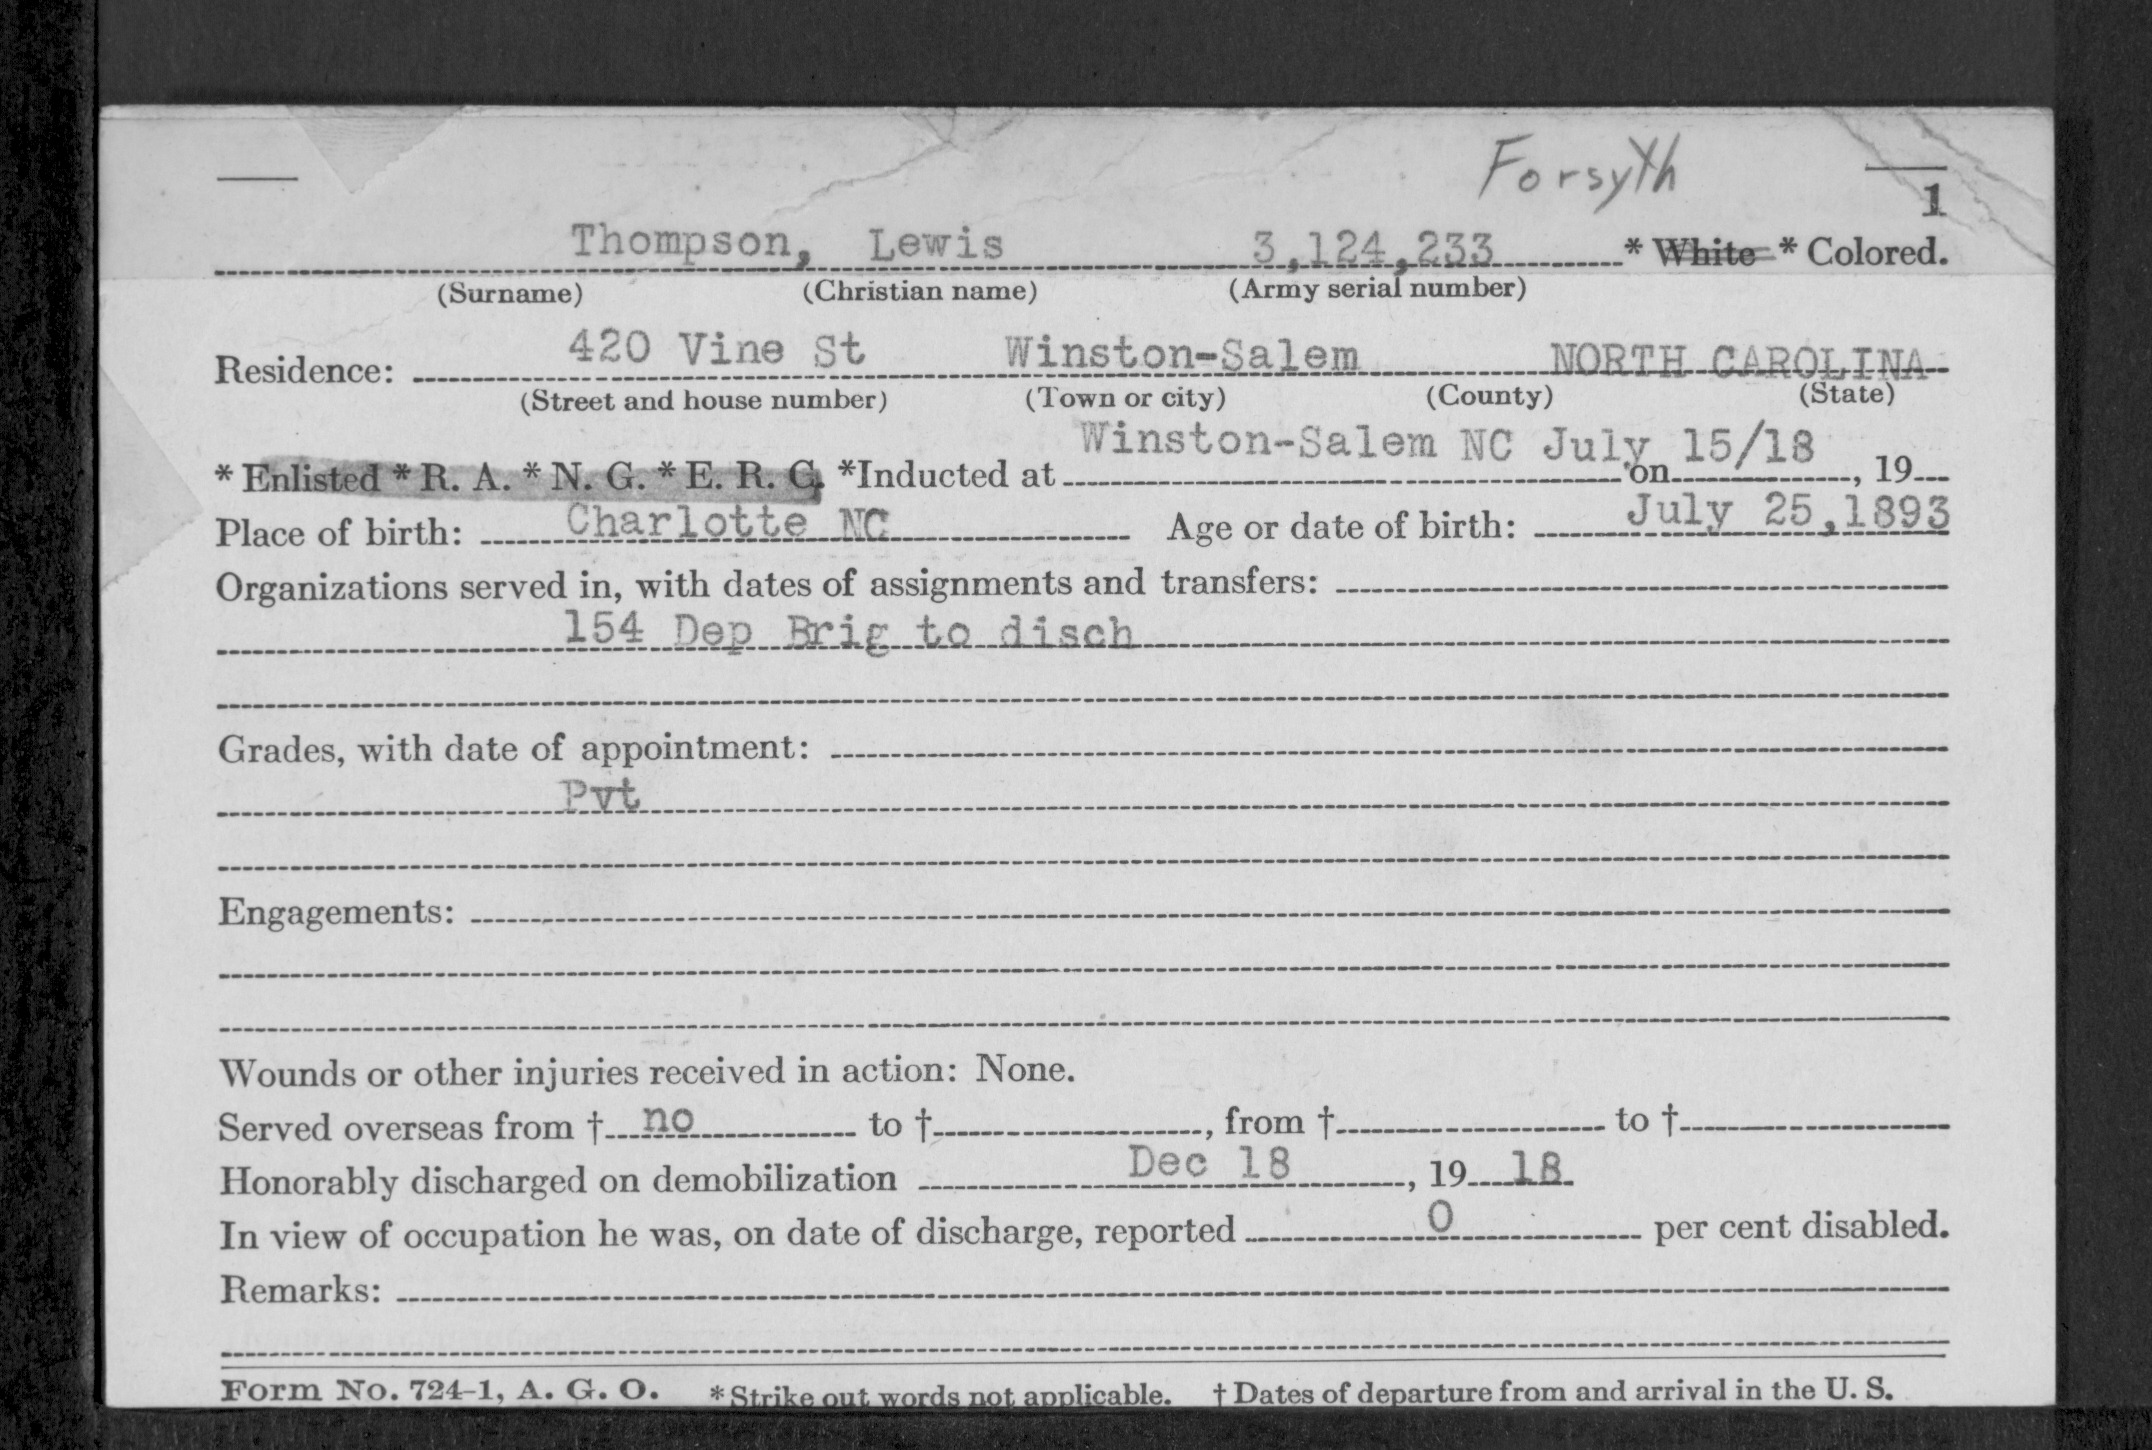 Forsyth
1
Thompson, Lewis 3,124,233 * White * Colored.
(Surname) (Christian name) (Army serial number)
Residence: 420 Vine St Winston-Salem NORTH CAROLINA
(Street and house number) (Town or city) (County) (State)
* Enlisted * R. A. * N. G. * E. R. C. *Inducted at Winston-Salem NC on July 15/18, 19
Place of birth: Charlotte NC Age or date of birth: July 25,1893
Organizations served in, with dates of assignments and transfers:
154 Dep Brig to disch
Grades, with date of appointment:
Pvt
Engagements:
Wounds or other injuries received in action: None.
Served overseas from † no to †, from † to †
Honorably discharged on demobilization Dec 18, 19 18
In view of occupation he was, on date of discharge, reported 0 per cent disabled.
Remarks:
Form No. 724-1, A. G. O. * Strike out words not applicable. † Dates of departure from and arrival in the U. S.